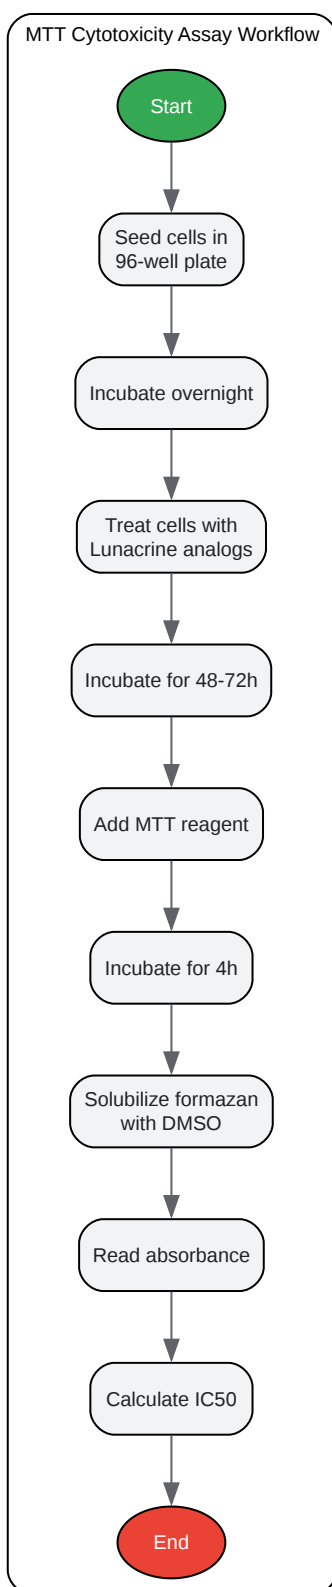 MTT Cytotoxicity Assay Workflow
Start
Seed cells in
96-well plate
Incubate overnight
Treat cells with
Lunacrine analogs
Incubate for 48-72h
Add MTT reagent
Incubate for 4h
Solubilize formazan
with DMSO
Read absorbance
Calculate IC50
End